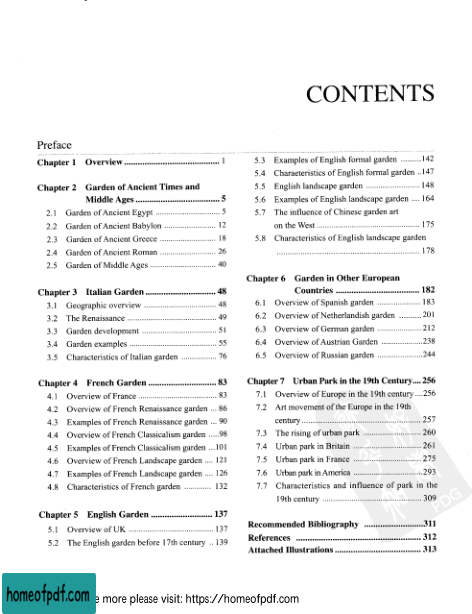 CONTENTS
Preface
Chapter 1 Overview ........................................ 1
Chapter 2 Garden of Ancient Times and
Middle Ages .................................... 5
2.1 Garden of Ancient Egypt ........................... 5
2.2 Garden of Ancient Babylon ....................... 12
2.3 Garden of Ancient Greece ........................ 18
2.4 Garden of Ancient Roman ........................ 26
2.5 Garden of Middle Ages ............................ 40
Chapter 3 Italian Garden .............................. 48
3.1 Geographic overview .............................. 48
3.2 The Renaissance ..................................... 49
3.3 Garden development ............................... 51
3.4 Garden examples .................................... 55
3.5 Characteristics of Italian garden .............. 76
Chapter 4 French Garden ............................. 83
4.1 Overview of France ................................. 83
4.2 Overview of French Renaissance garden ... 86
4.3 Examples of French Renaissance garden ... 90
4.4 Overview of French Classicalism garden .....98
4.5 Examples of French Classicalism garden ...101
4.6 Overview of French Landscape garden .... 121
4.7 Examples of French Landscape garden .... 126
4.8 Characteristics of French garden ............ 132
Chapter 5 English Garden .......................... 137
5.1 Overview of UK ..................................... 137
5.2 The English garden before 17th century .. 139
5.3 Examples of English formal garden .........142
5.4 Characteristics of English formal garden ..147
5.5 English landscape garden ....................... 148
5.6 Examples of English landscape garden .... 164
5.7 The influence of Chinese garden art
on the West ............................................ 175
5.8 Characteristics of English landscape garden
............................................................ 178
Chapter 6 Garden in Other European
Countries .................................... 182
6.1 Overview of Spanish garden ................... 183
6.2 Overview of Netherlandish garden .......... 201
6.3 Overview of German garden ................... 212
6.4 Overview of Austrian Garden ..................238
6.5 Overview of Russian garden ...................244
Chapter 7 Urban Park in the 19th Century.... 256
7.1 Overview of Europe in the 19th century ....256
7.2 Art movement of the Europe in the 19th
century................................................... 257
7.3 The rising of urban park ......................... 260
7.4 Urban park in Britain ............................. 261
7.5 Urban park in France ............................. 275
7.6 Urban park in America ...........................293
7.7 Characteristics and influence of park in the
19th century ........................................... 309
Recommended Bibliography .........................311
References ..................................................... 312
Attached Illustrations .................................... 313
PDG
homeofpdf.com
e more please visit: https://homeofpdf.com